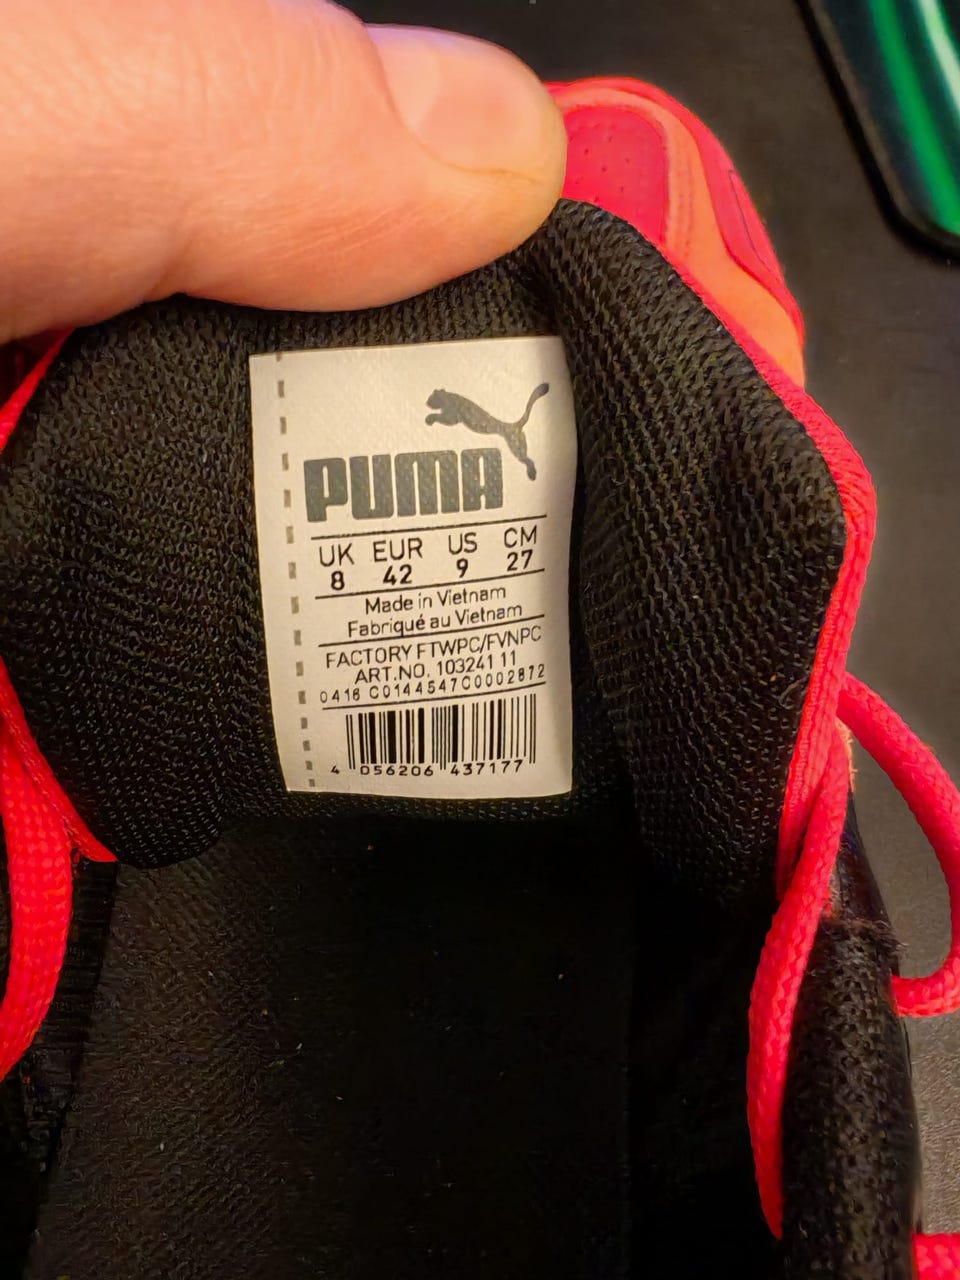 PUMA
UK EUR US CM
8 42 9 27
Made in Vietnam
Fabriqué au Vietnam
FACTORY FTWPC/FVNPC
ART.NO. 103241 11
0416 C0144547C0002872
4 056206 437177